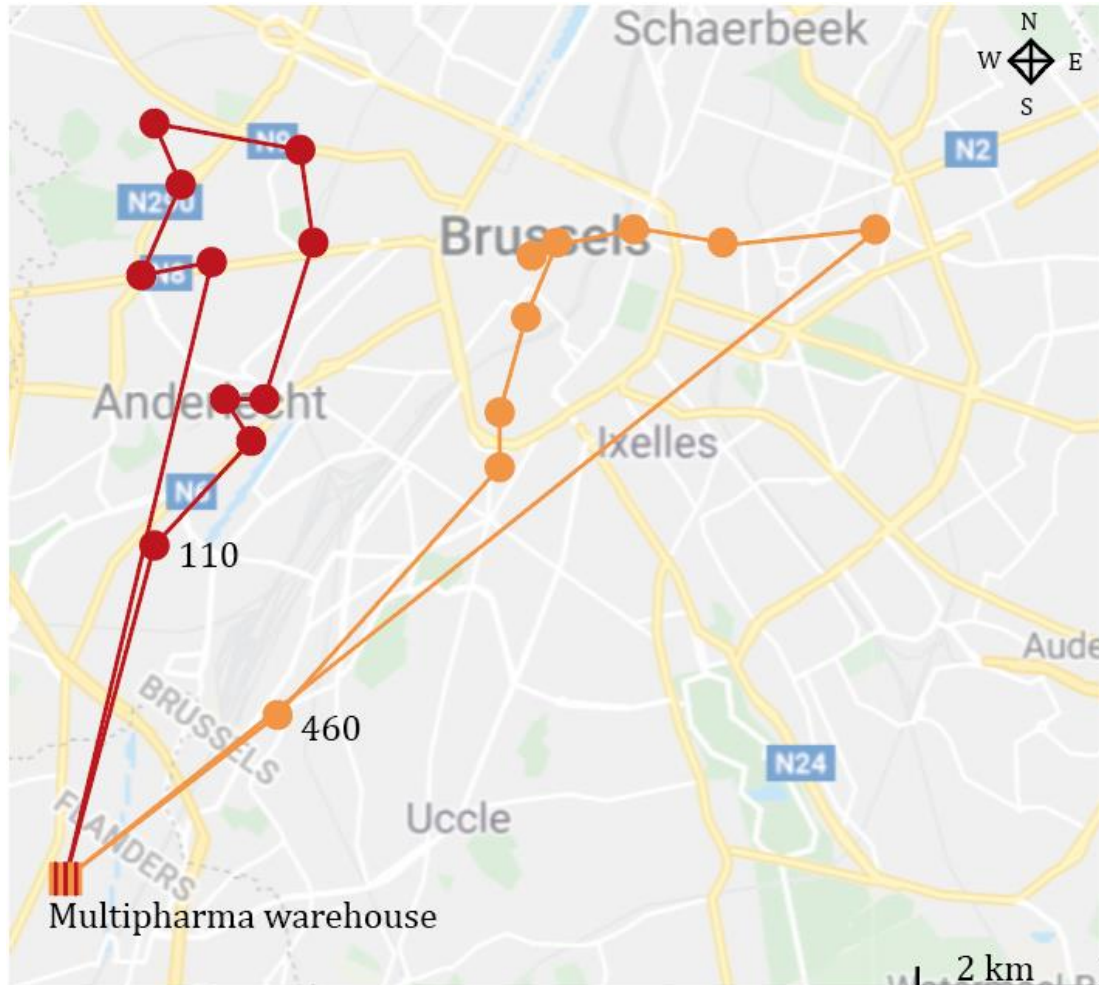 Schaerbeek
N
W E
S
N9
N2
N290
Brussels
N8
Anderlecht
Ixelles
N6
110
Aude
BRUSSELS
460
N24
FLANDERS
Uccle
Multipharma warehouse
2 km